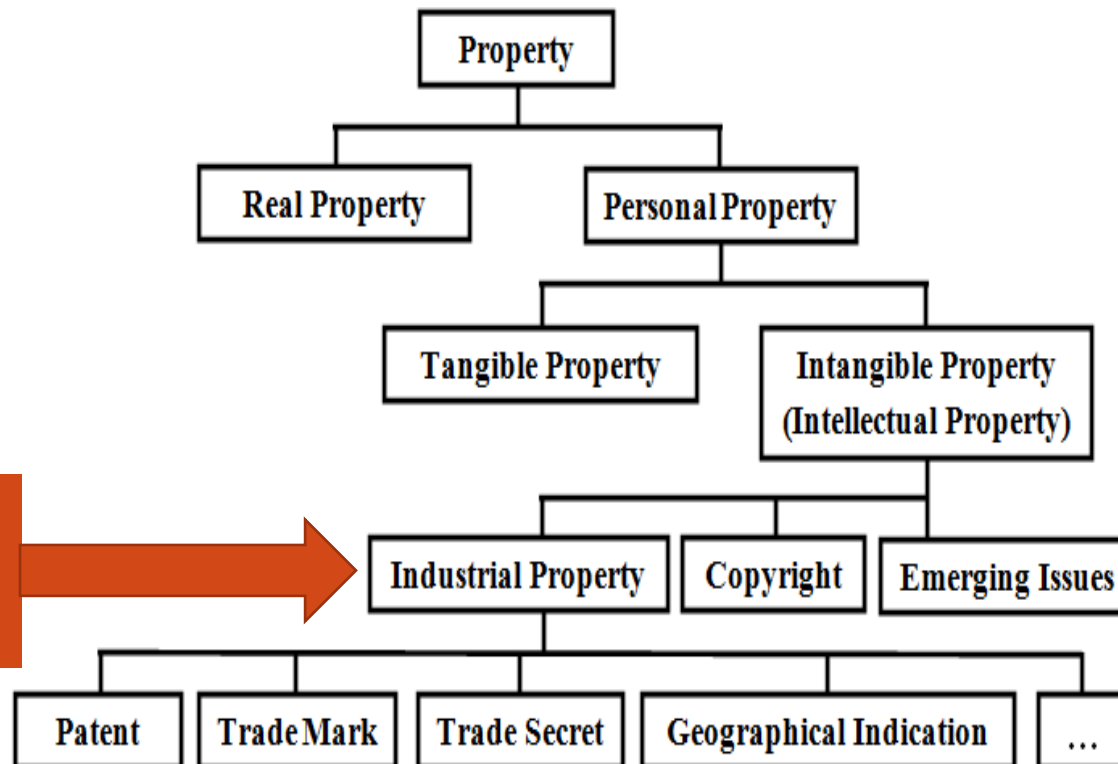 Property
Real Property
Personal Property
Tangible Property
Intangible Property
(Intellectual Property)
Industrial Property
Copyright
Emerging Issues
Patent
Trade Mark
Trade Secret
Geographical Indication
...